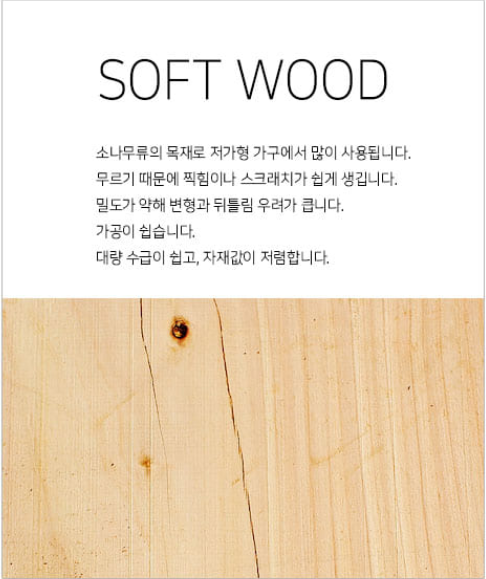 SOFT WOOD
소나무류의 목재로 저가형 가구에서 많이 사용됩니다.
무르기 때문에 찍힘이나 스크래치가 쉽게 생깁니다.
밀도가 약해 변형과 뒤틀림 우려가 큽니다.
가공이 쉽습니다.
대량 수급이 쉽고, 자재값이 저렴합니다.